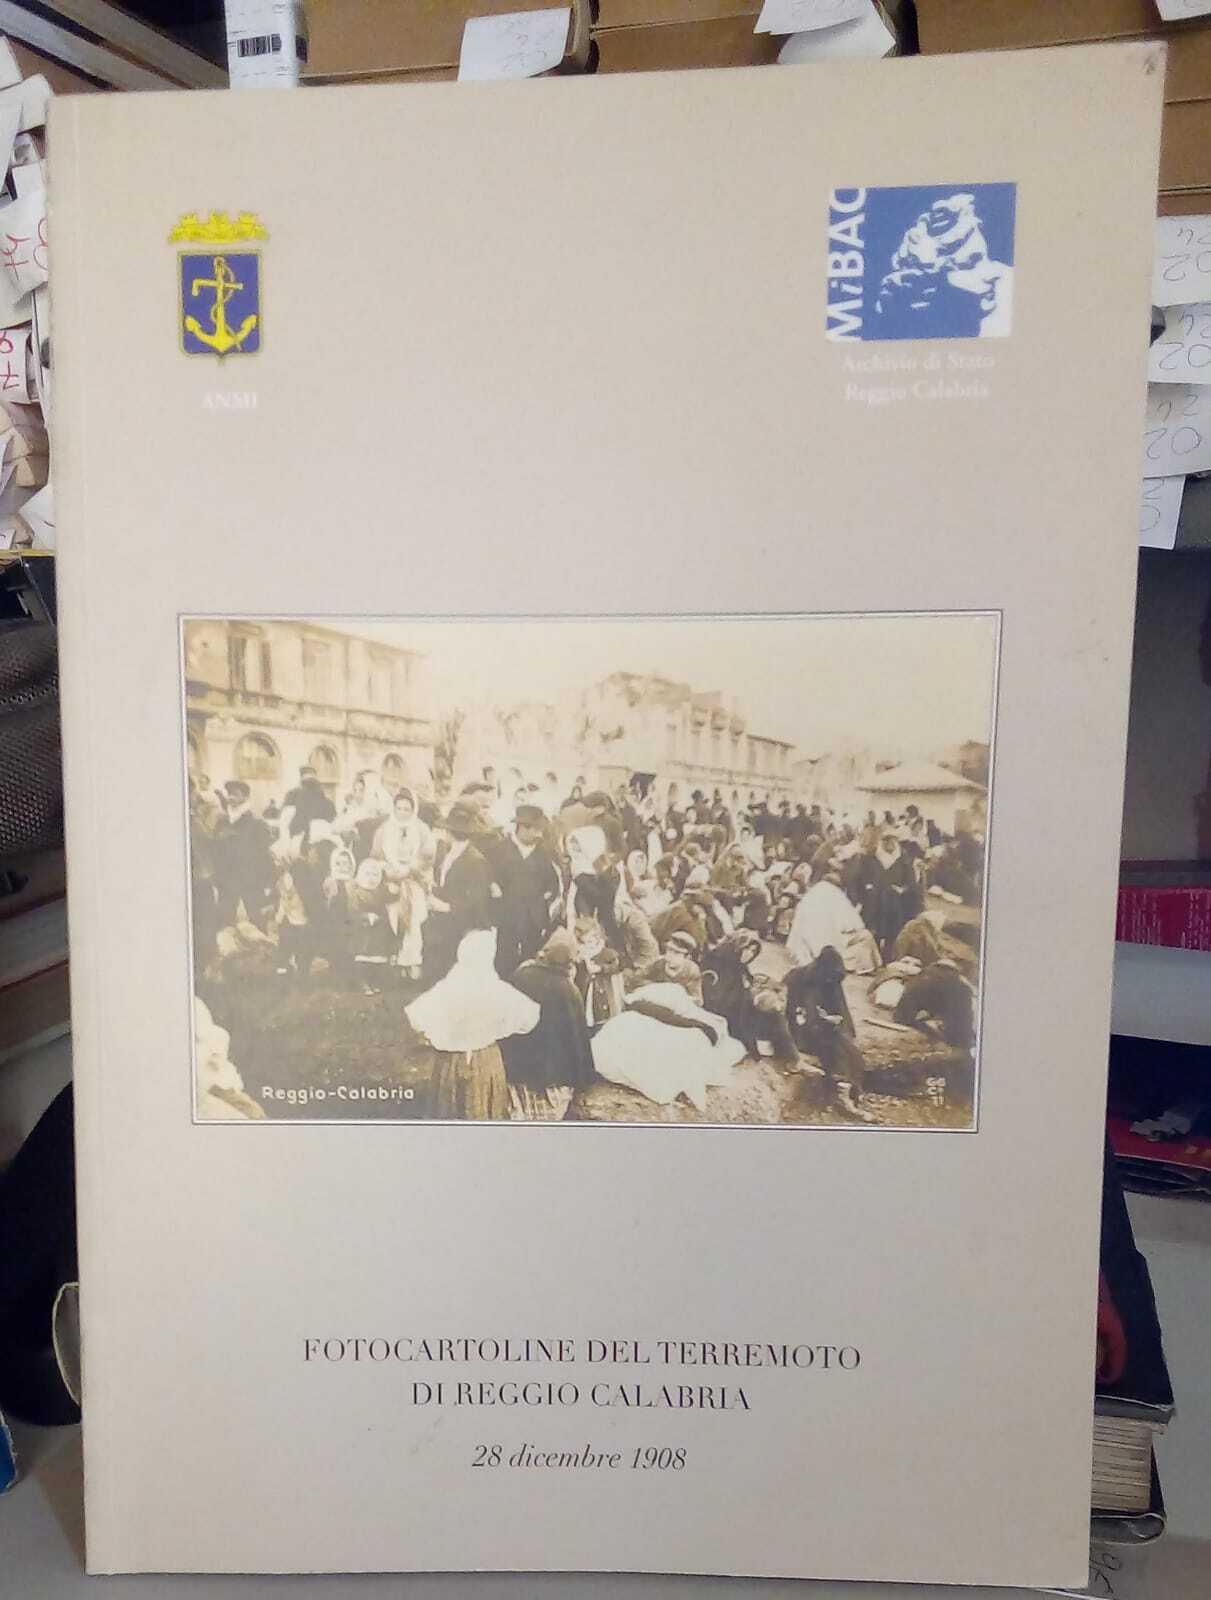 ANMI
MiBAC
Archivio di Stato
Reggio Calabria
Reggio-Calabria
FOTOCARTOLINE DEL TERREMOTO
DI REGGIO CALABRIA
28 dicembre 1908